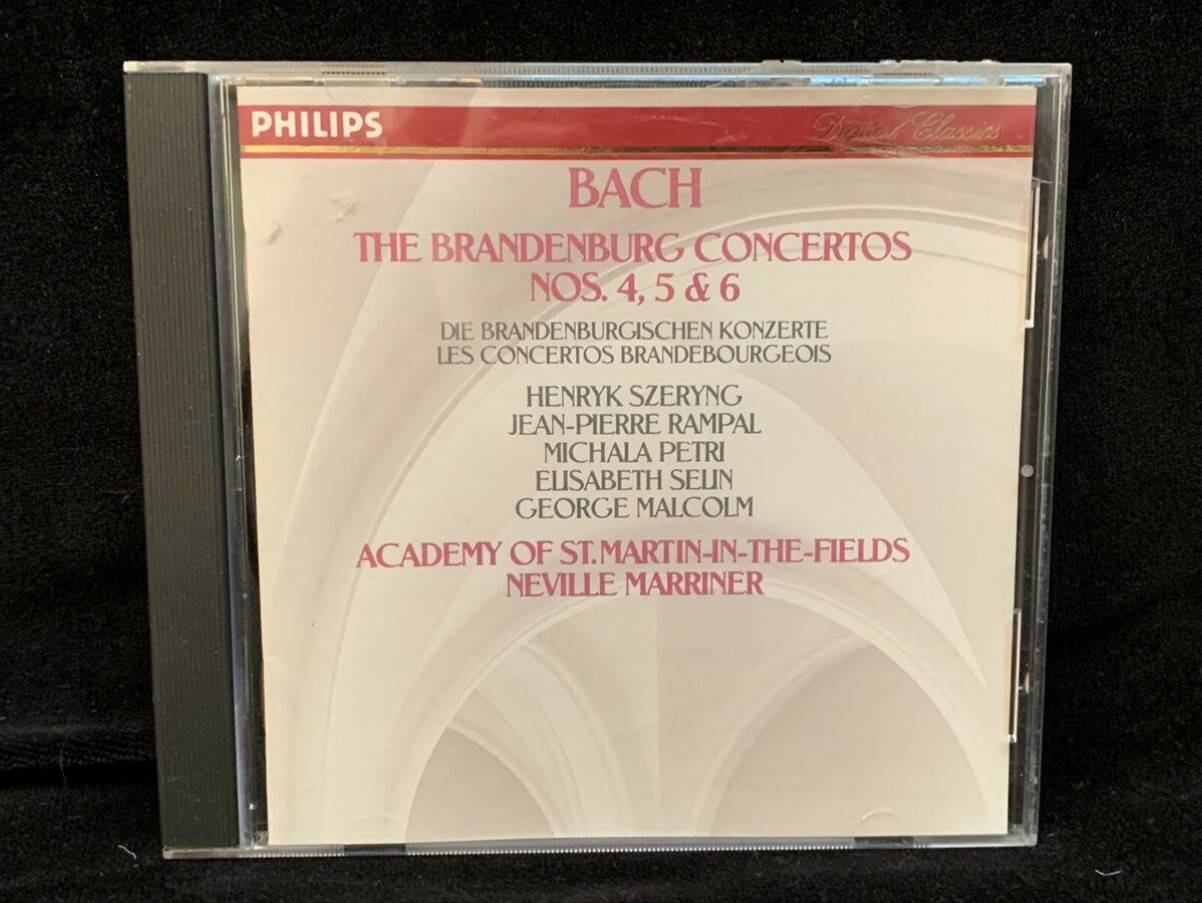 PHILIPS Digital Classics
BACH
THE BRANDENBURG CONCERTOS
NOS. 4, 5 & 6
DIE BRANDENBURGISCHEN KONZERTE
LES CONCERTOS BRANDEBOURGEOIS
HENRYK SZERYNG
JEAN-PIERRE RAMPAL
MICHALA PETRI
ELISABETH SELIN
GEORGE MALCOLM
ACADEMY OF ST. MARTIN-IN-THE-FIELDS
NEVILLE MARRINER